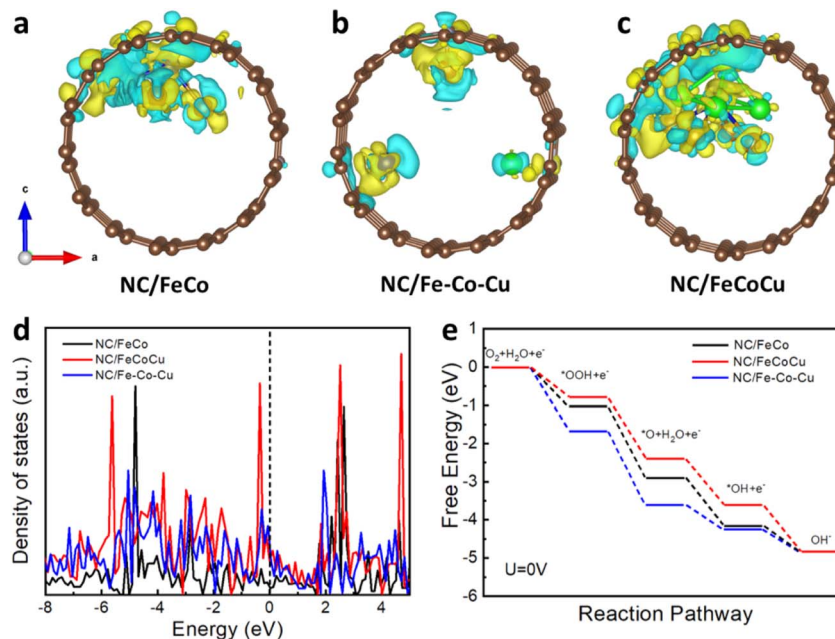 a
b
c
c
a
NC/FeCo
NC/Fe-Co-Cu
NC/FeCoCu
d
NC/FeCo
NC/FeCoCu
NC/Fe-Co-Cu
Density of states (a.u.)
-8 -6 -4 -2 0 2 4
Energy (eV)
e
NC/FeCo
NC/FeCoCu
NC/Fe-Co-Cu
O₂+H₂O+e⁻
*OOH+e⁻
*O+H₂O+e⁻
*OH+e⁻
OH⁻
Free Energy (eV)
1
0
-1
-2
-3
-4
-5
-6
U=0V
Reaction Pathway